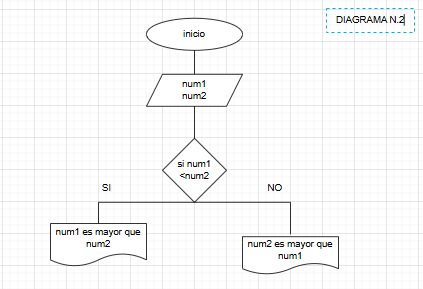 DIAGRAMA N.2
inicio
num1
num2
si num1
<num2
SI
NO
num1 es mayor que
num2
num2 es mayor que
num1